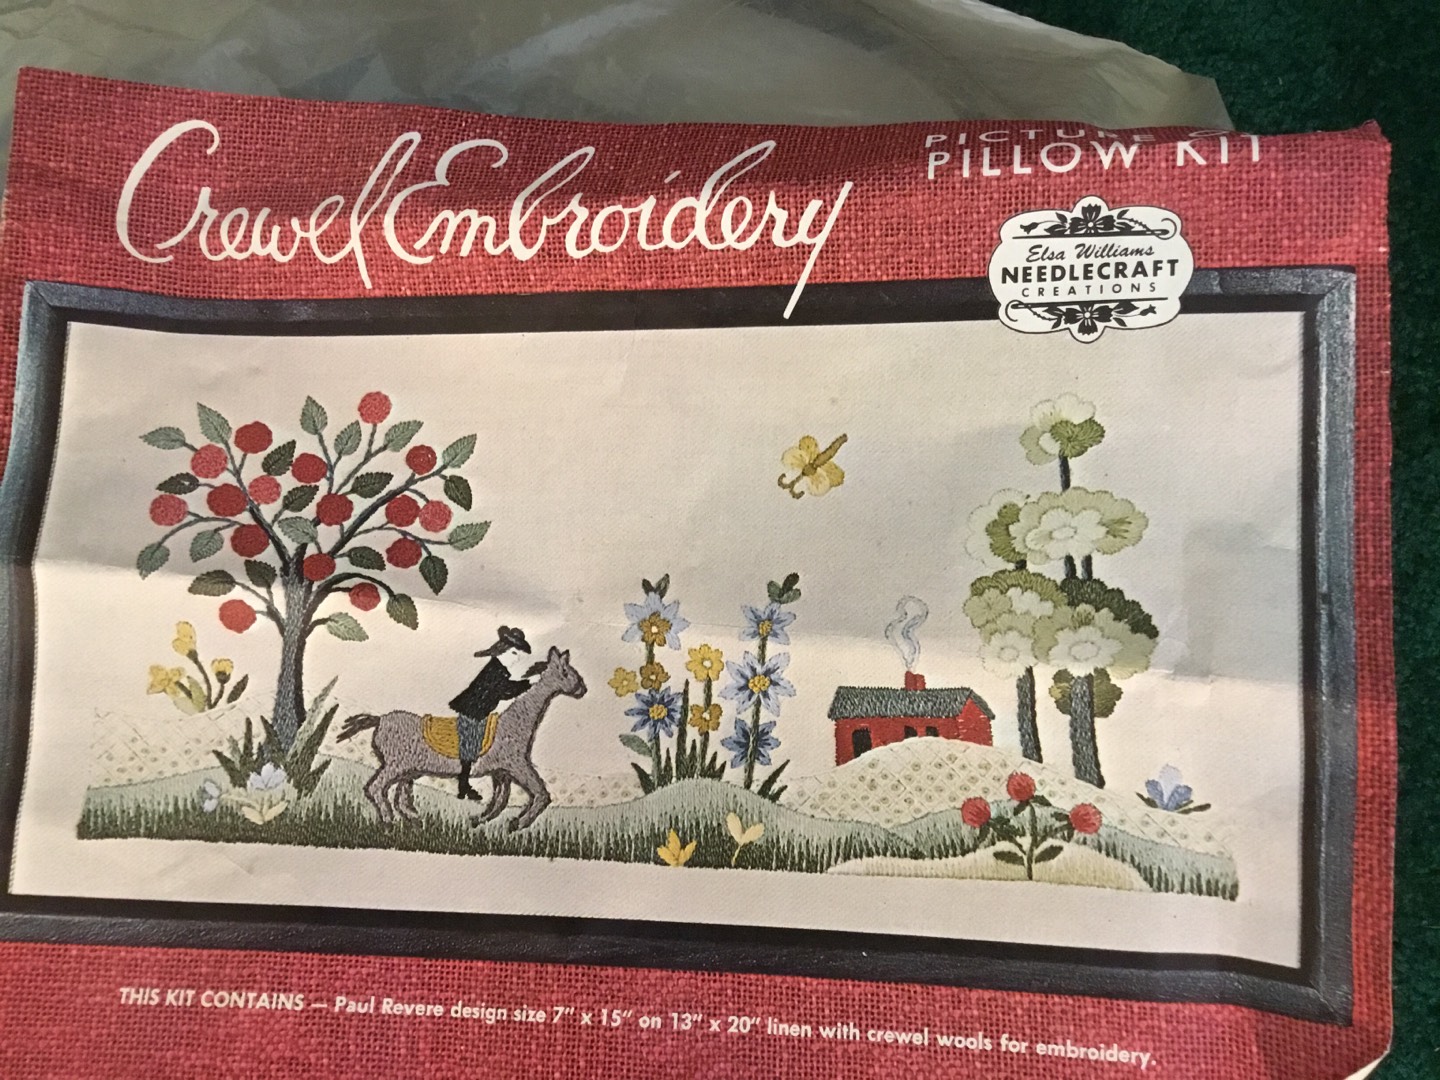 Crewel Embroidery
PICTURE O
PILLOW KIT
Elsa Williams
NEEDLECRAFT
CREATIONS
THIS KIT CONTAINS — Paul Revere design size 7" x 15" on 13" x 20" linen with crewel wools for embroidery.